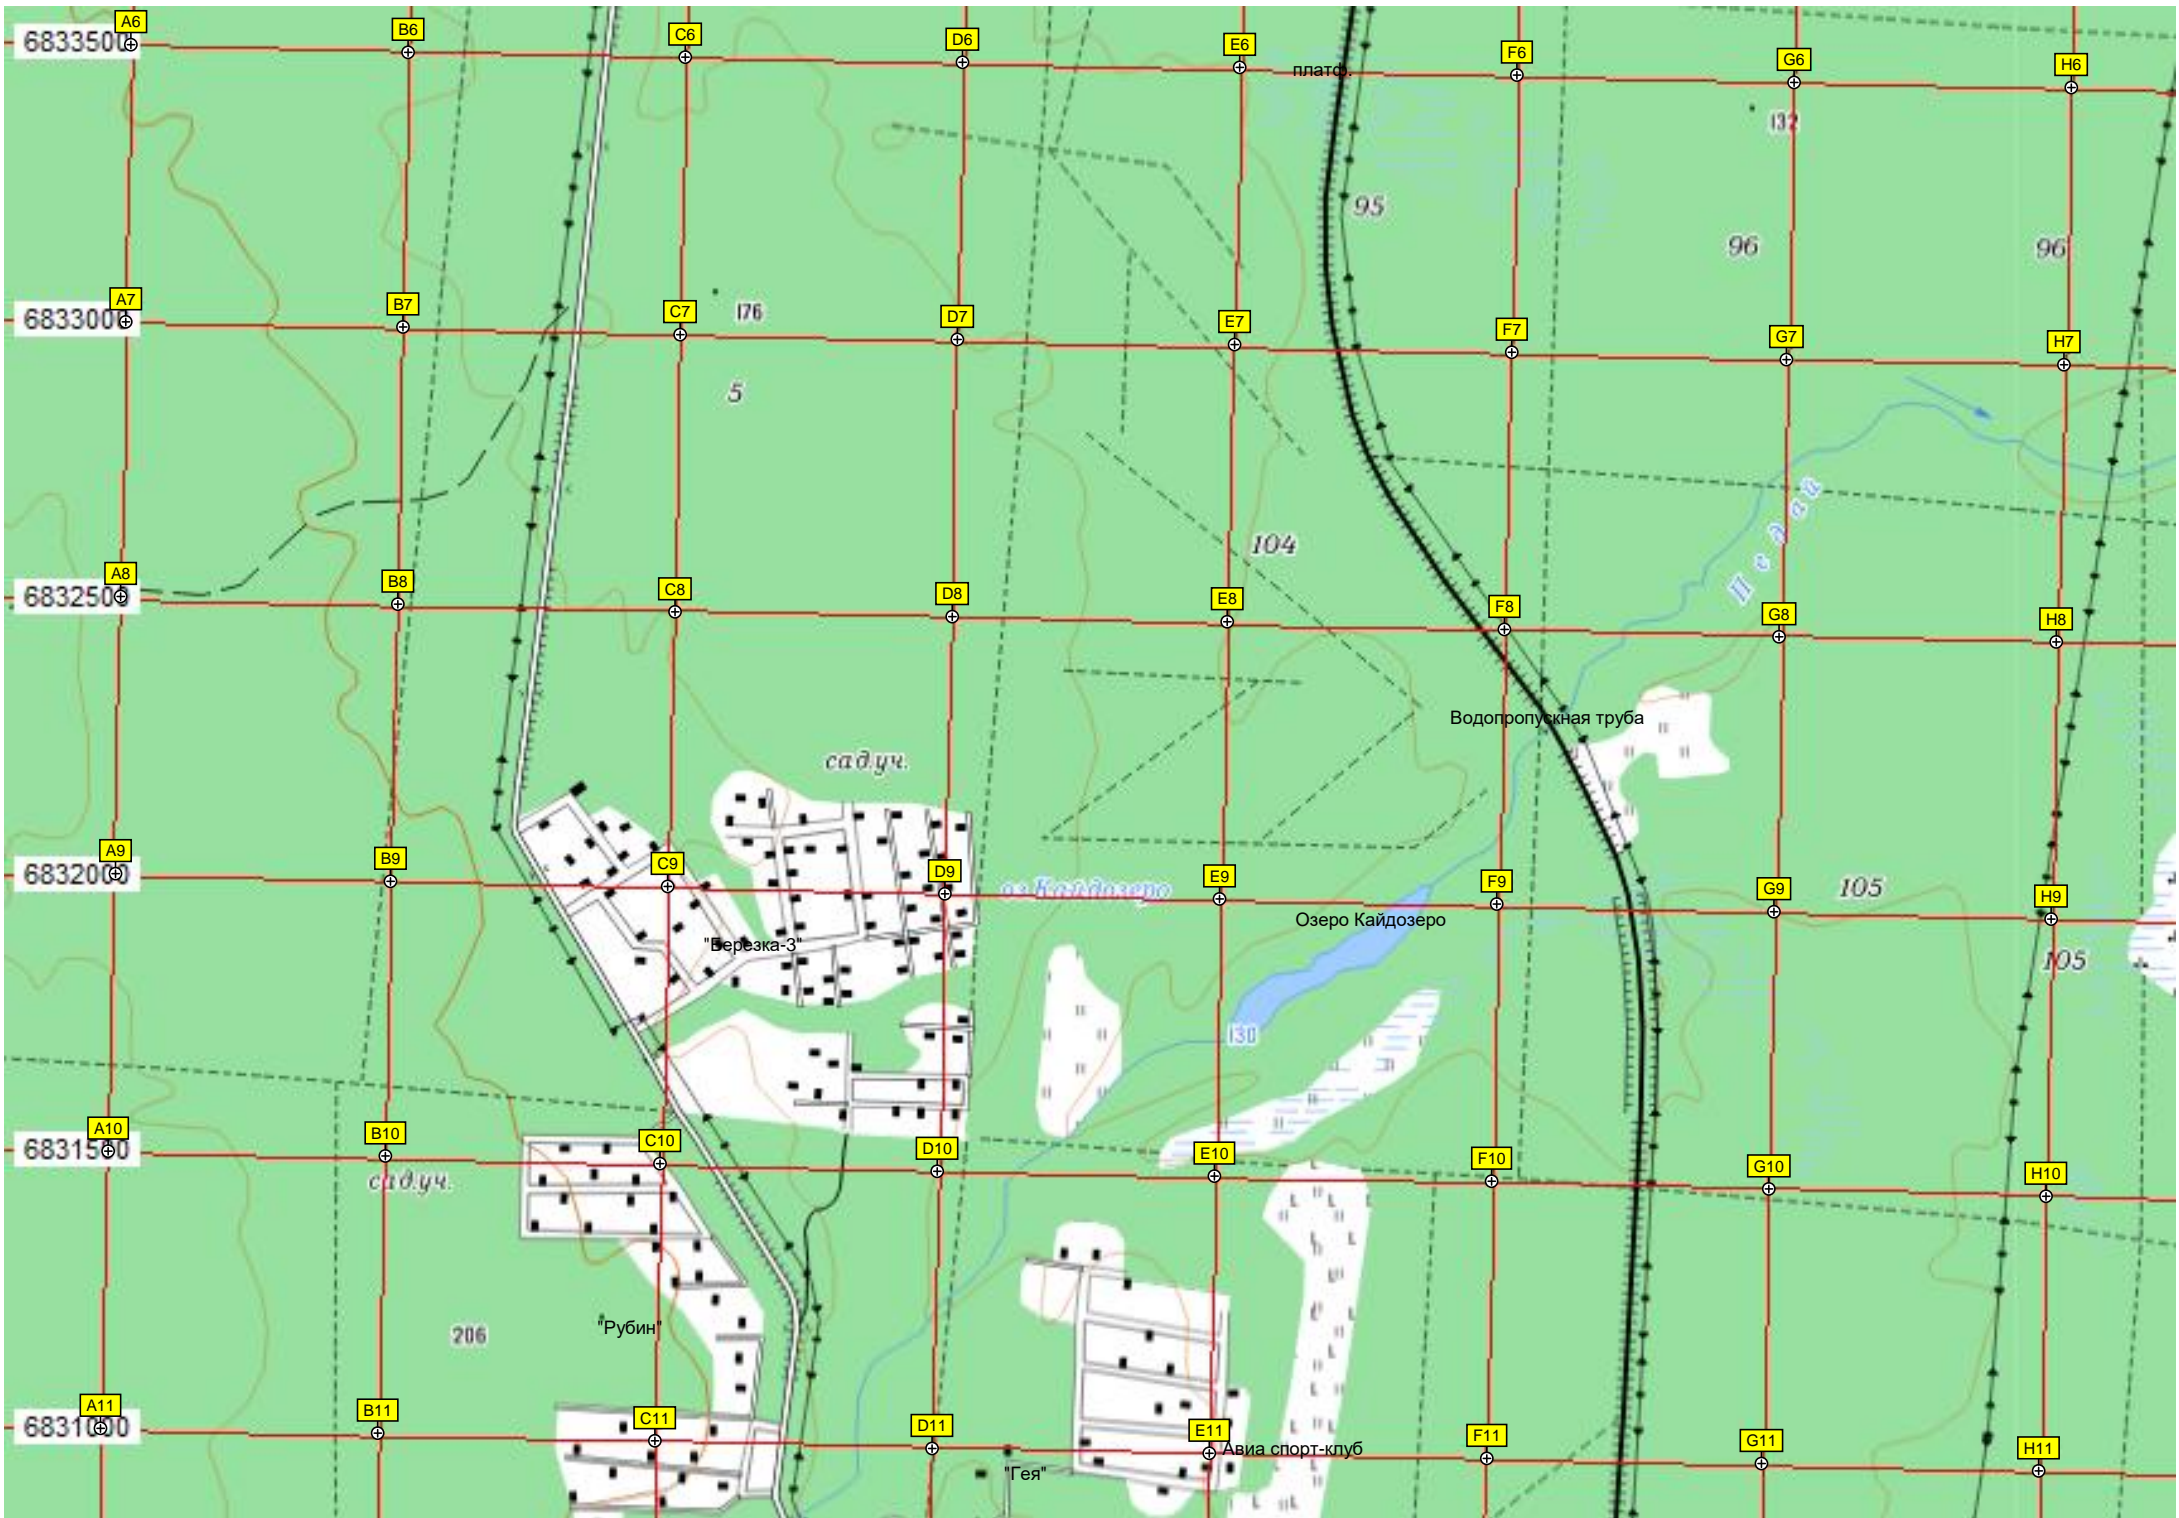 A6 B6 C6 D6 E6 F6 G6 H6
6833500
платф.
132
95
96
96
A7 B7 C7 D7 E7 F7 G7 H7
6833000
176
5
104
Педай
A8 B8 C8 D8 E8 F8 G8 H8
6832500
Водопропускная труба
сад.уч.
A9 B9 C9 D9 E9 F9 G9 H9
6832000
оз.Кайдозеро
105
Озеро Кайдозеро
"Березка-3"
105
130
A10 B10 C10 D10 E10 F10 G10 H10
6831500
сад.уч.
"Рубин"
206
A11 B11 C11 D11 E11 F11 G11 H11
6831000
Авиа спорт-клуб
"Гея"